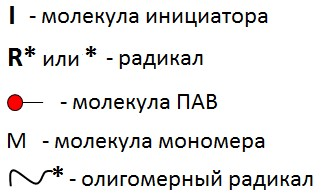 I - молекула инициатора
R* или * - радикал
- молекула ПАВ
М - молекула мономера
* - олигомерный радикал